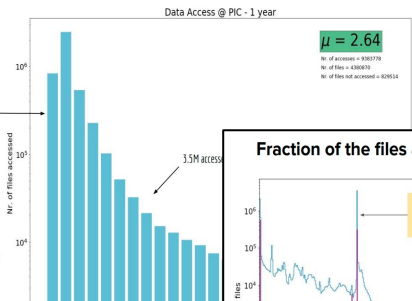 Data Access @ PIC - 1 year
μ = 2.64
Nr. of accesses = 9383778
Nr. of files = 4380870
Nr. of files not accessed = 829514
10⁶
10⁵
10⁴
Nr. of files accessed
3.5M access
Fraction of the files
10⁶
10⁵
10⁴
files